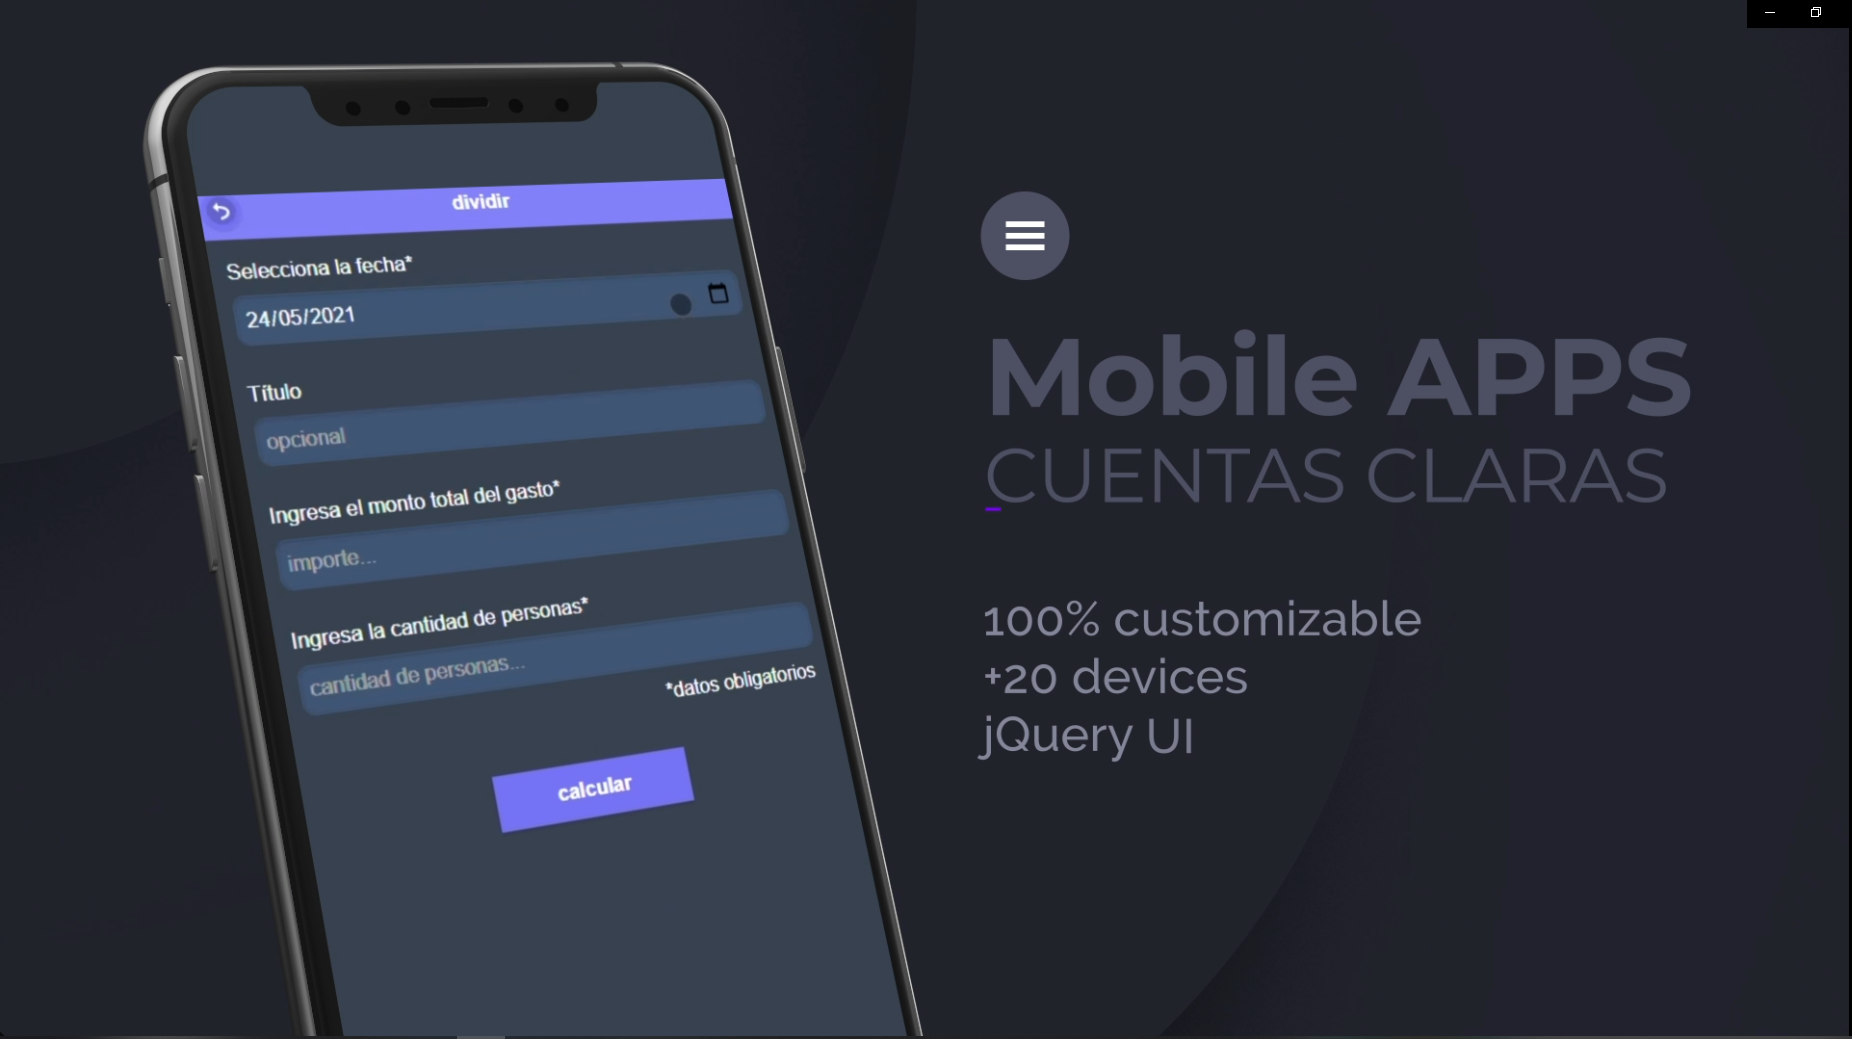 dividir
Selecciona la fecha*
24/05/2021
Título
opcional
Ingresa el monto total del gasto*
importe...
Ingresa la cantidad de personas*
cantidad de personas...
*datos obligatorios
calcular
Mobile APPS
CUENTAS CLARAS
100% customizable
+20 devices
jQuery UI